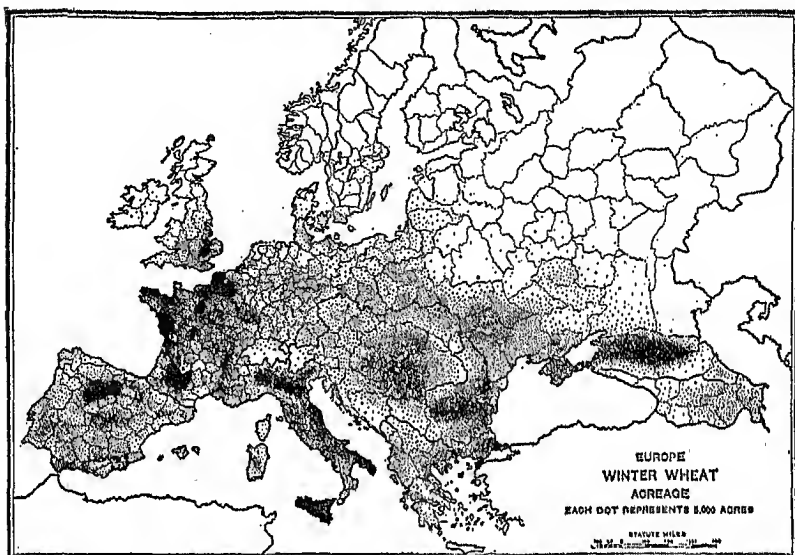 EUROPE
WINTER WHEAT
ACREAGE
EACH DOT REPRESENTS 5,000 ACRES
STATUTE MILES